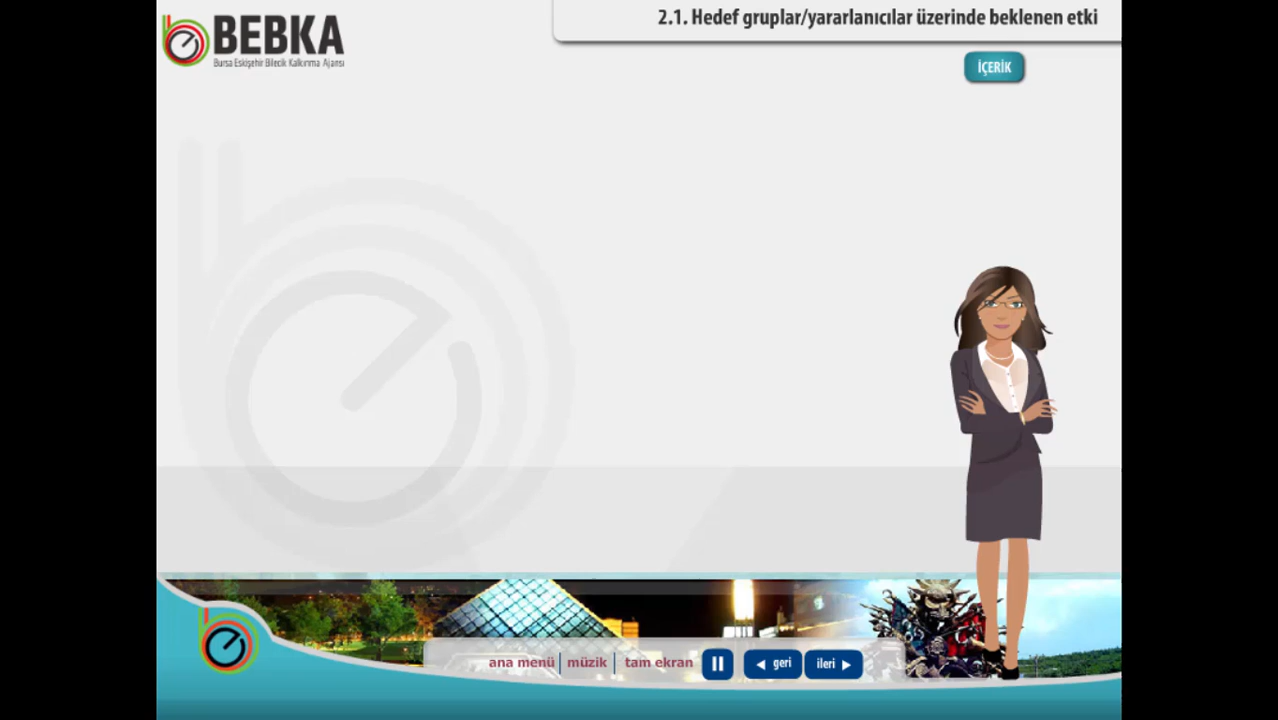 BEBKA
Bursa Eskişehir Bilecik Kalkınma Ajansı
2.1. Hedef gruplar/yararlanıcılar üzerinde beklenen etki
İÇERİK
ana menü | müzik | tam ekran
geri
ileri